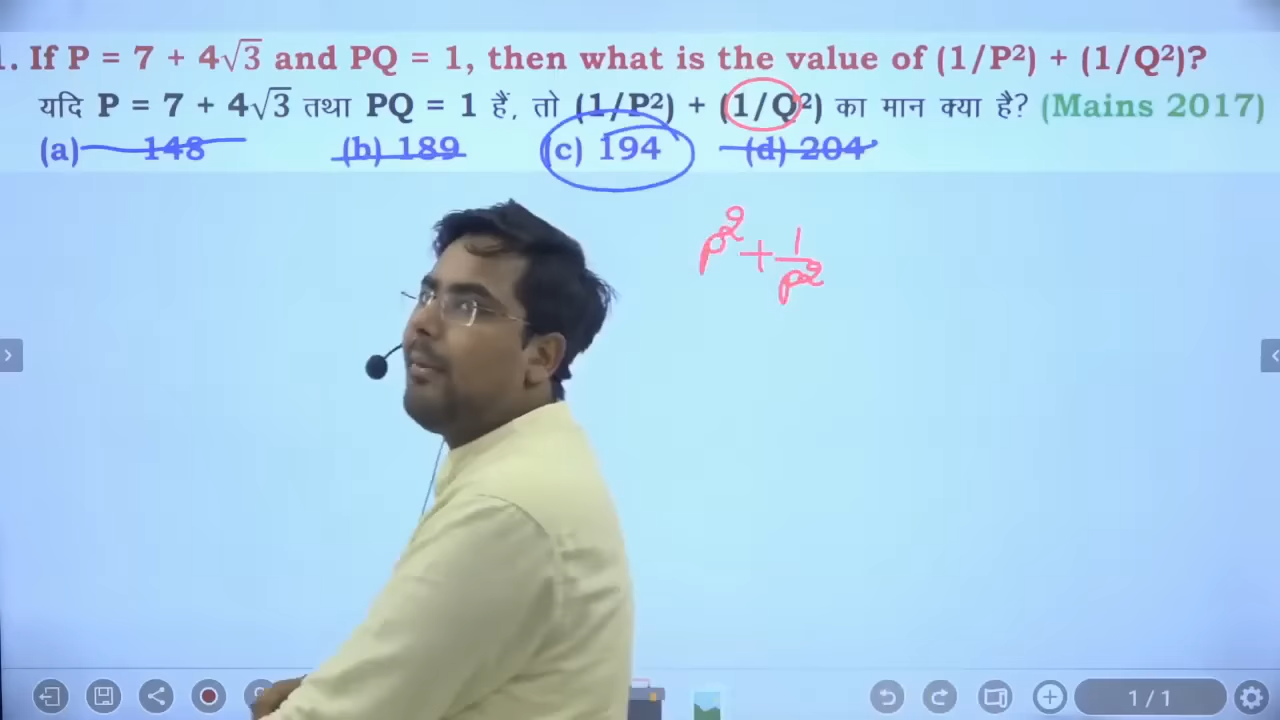 1. If P = 7 + 4√3 and PQ = 1, then what is the value of (1/P²) + (1/Q²)?
यदि P = 7 + 4√3 तथा PQ = 1 हैं, तो (1/P²) + (1/Q²) का मान क्या है? (Mains 2017)
(a) 148 (b) 189 (c) 194 (d) 204
p² + 1/p²
1 / 1